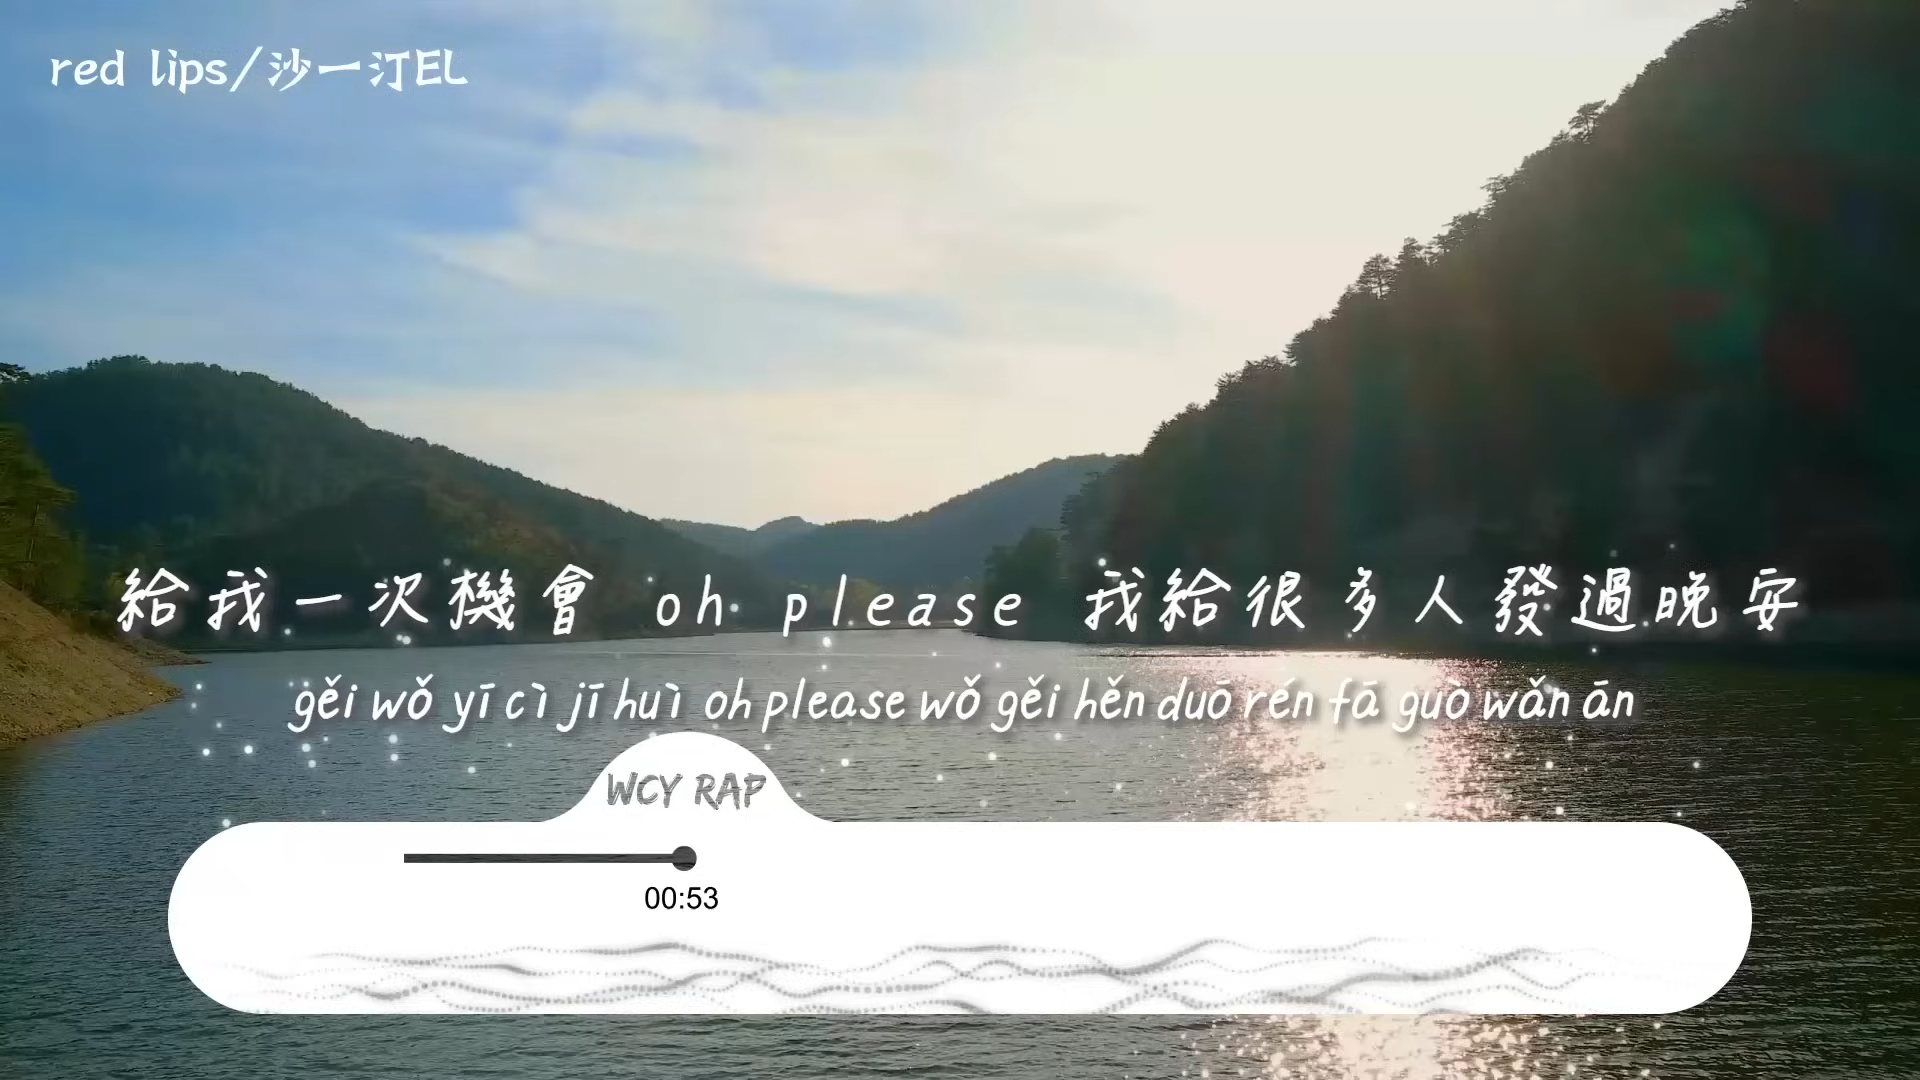 red lips/沙一汀EL
給我一次機會 oh please 我給很多人發過晚安
gěi wǒ yī cì jī huì oh please wǒ gěi hěn duō rén fā guò wǎn ān
WCY RAP
00:53